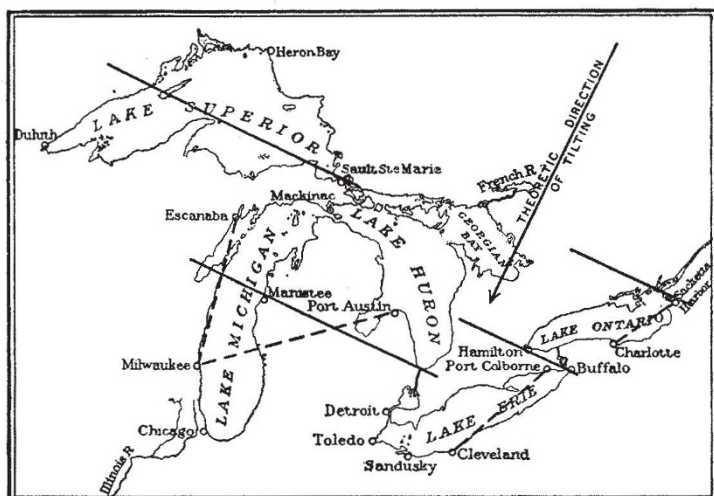 Heron Bay
LAKE SUPERIOR
Duluth
Sault Ste Marie
French R.
THEORETIC DIRECTION
OF TILTING
Mackinac
Escanaba
GEORGIAN
BAY
LAKE HURON
LAKE MICHIGAN
Manistee
Port Austin
Sacketts
Harbor
LAKE ONTARIO
Hamilton
Charlotte
Port Colborne
Buffalo
Milwaukee
Detroit
LAKE ERIE
Chicago
Toledo
Cleveland
Sandusky
Illinois R